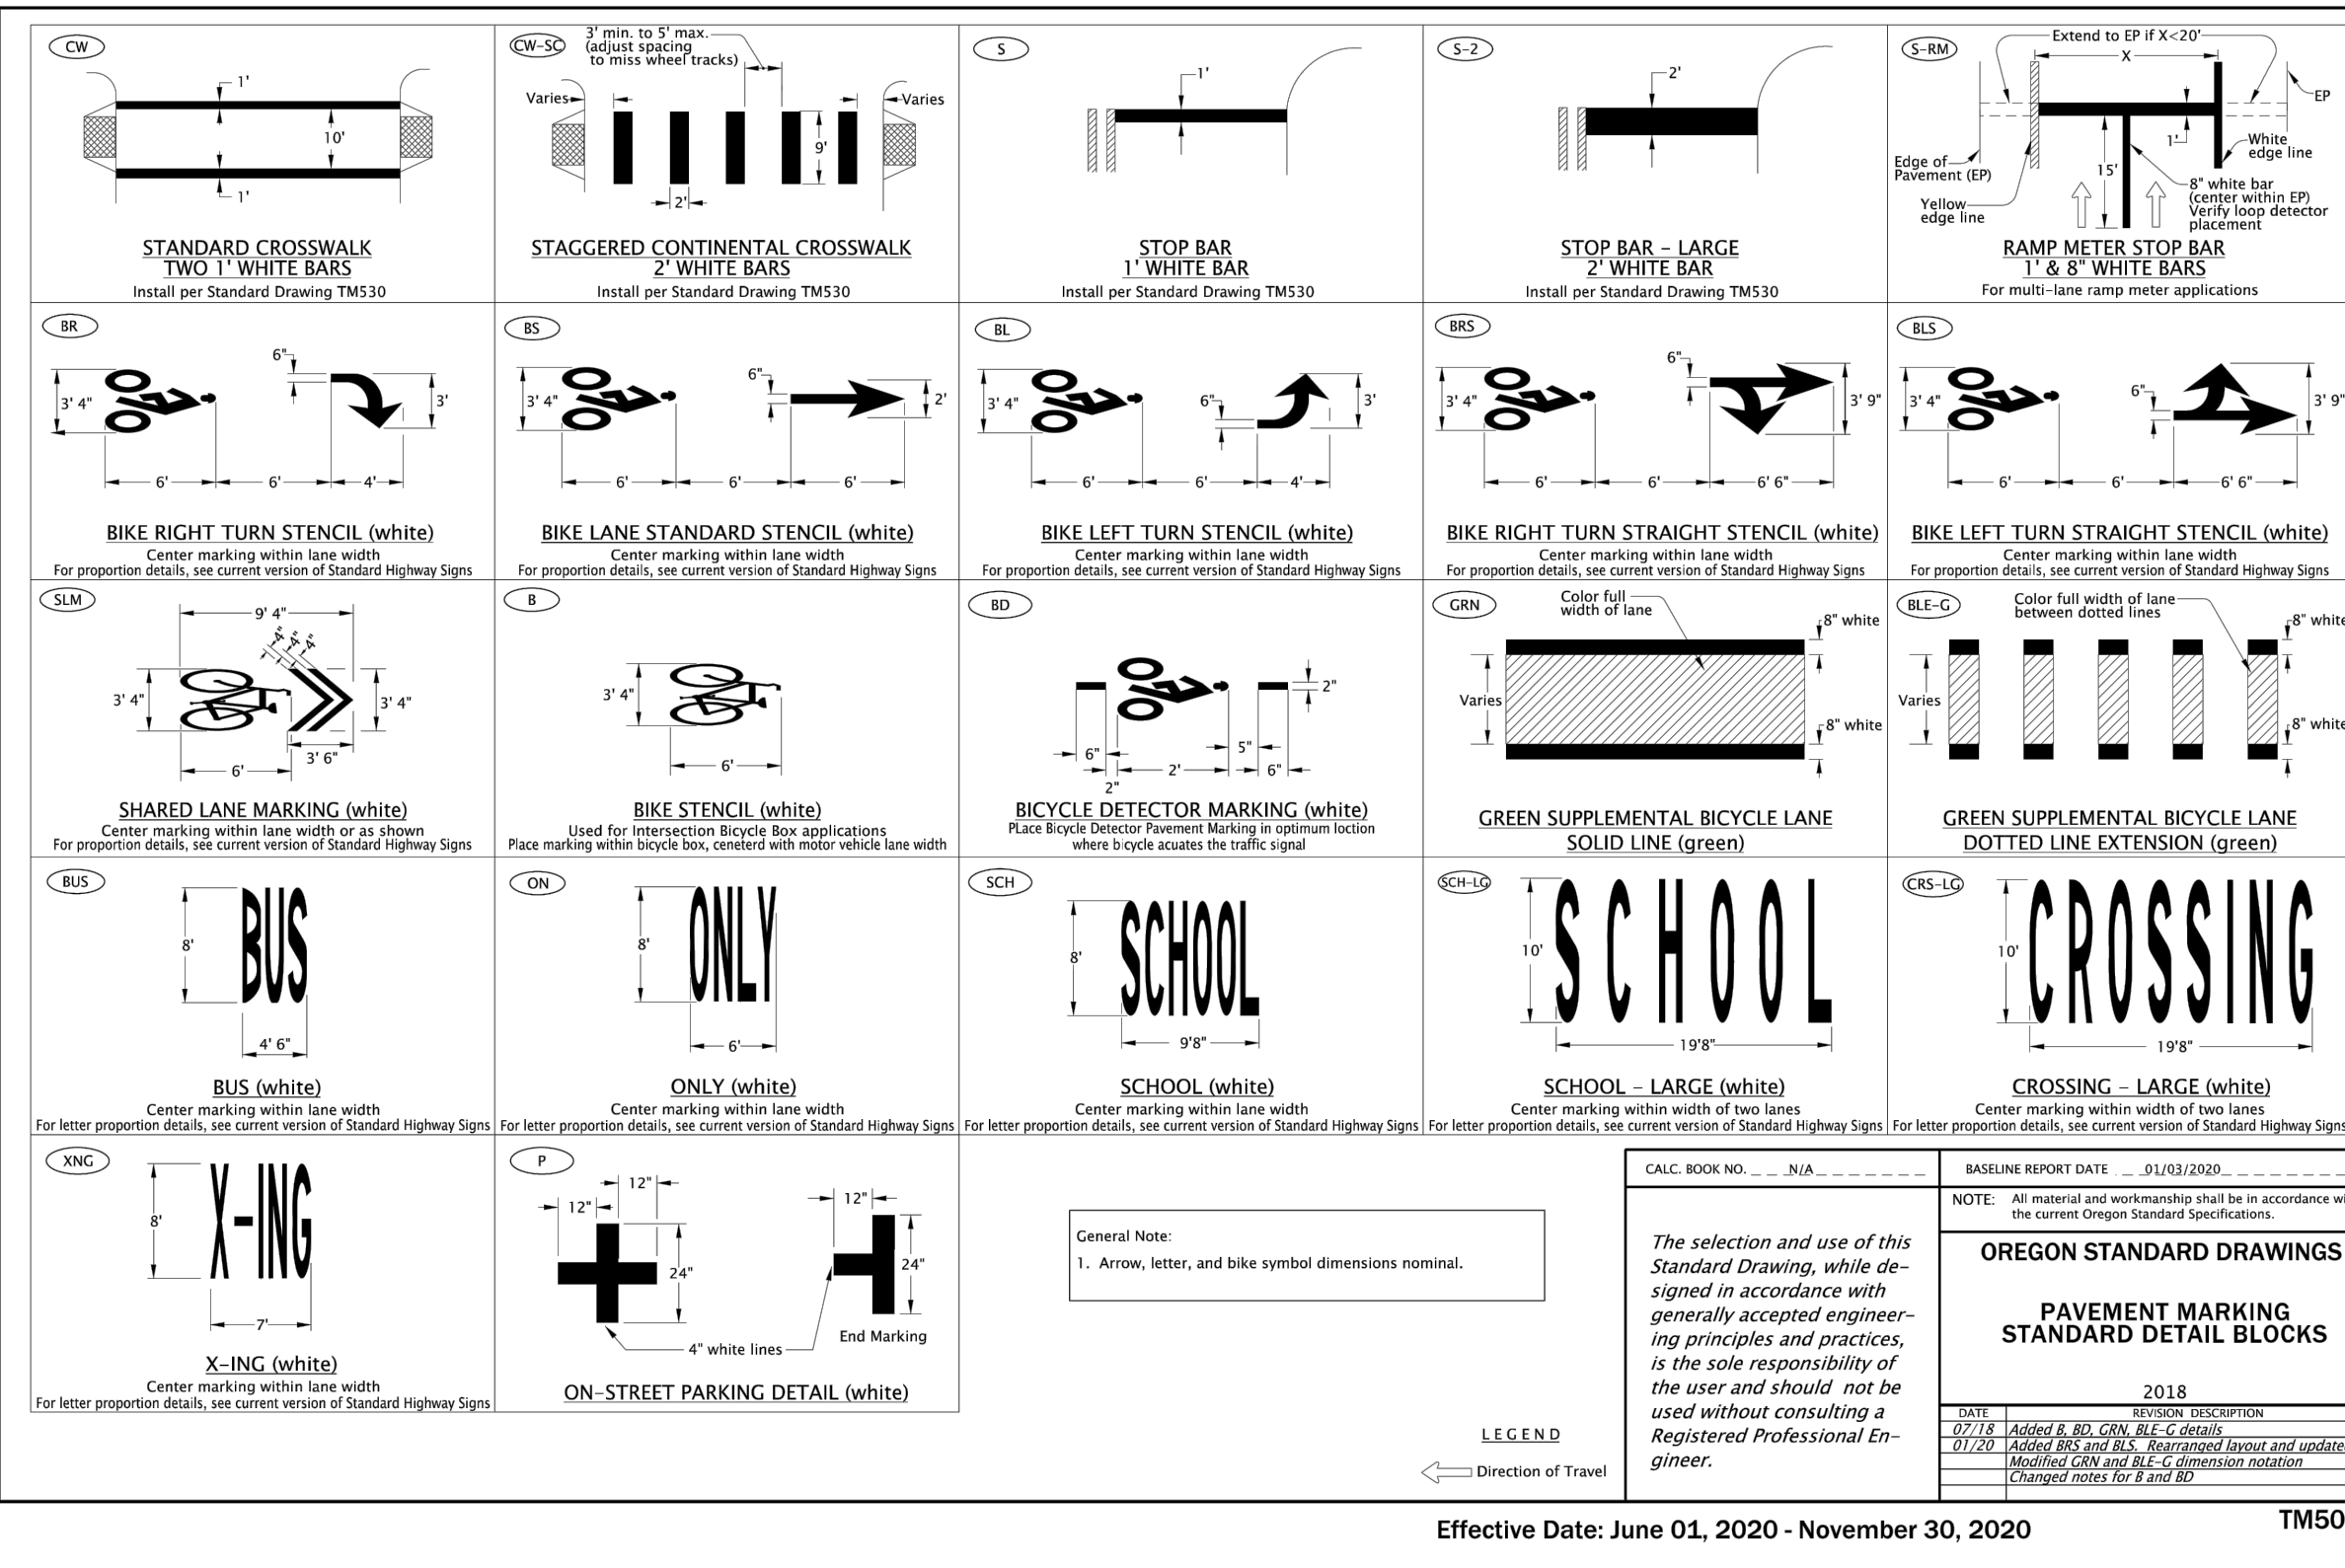 CW
1'
10'
1'
STANDARD CROSSWALK
TWO 1' WHITE BARS
Install per Standard Drawing TM530
CW-SC
3' min. to 5' max.
(adjust spacing
to miss wheel tracks)
Varies
Varies
9'
2'
STAGGERED CONTINENTAL CROSSWALK
2' WHITE BARS
Install per Standard Drawing TM530
S
1'
STOP BAR
1' WHITE BAR
Install per Standard Drawing TM530
S-2
2'
STOP BAR - LARGE
2' WHITE BAR
Install per Standard Drawing TM530
S-RM
Extend to EP if X<20'
X
EP
1'
White
edge line
Edge of
Pavement (EP)
15'
8" white bar
(center within EP)
Verify loop detector
placement
Yellow
edge line
RAMP METER STOP BAR
1' & 8" WHITE BARS
For multi-lane ramp meter applications
BR
6"
3' 4"
3'
6'
6'
4'
BIKE RIGHT TURN STENCIL (white)
Center marking within lane width
For proportion details, see current version of Standard Highway Signs
BS
6"
3' 4"
2'
6'
6'
6'
BIKE LANE STANDARD STENCIL (white)
Center marking within lane width
For proportion details, see current version of Standard Highway Signs
BL
3' 4"
6"
3'
6'
6'
4'
BIKE LEFT TURN STENCIL (white)
Center marking within lane width
For proportion details, see current version of Standard Highway Signs
BRS
6"
3' 4"
3' 9"
6'
6'
6' 6"
BIKE RIGHT TURN STRAIGHT STENCIL (white)
Center marking within lane width
For proportion details, see current version of Standard Highway Signs
BLS
6"
3' 4"
3' 9"
6'
6'
6' 6"
BIKE LEFT TURN STRAIGHT STENCIL (white)
Center marking within lane width
For proportion details, see current version of Standard Highway Signs
SLM
9' 4"
4"
4"
4"
3' 4"
3' 4"
3' 6"
6'
SHARED LANE MARKING (white)
Center marking within lane width or as shown
For proportion details, see current version of Standard Highway Signs
B
3' 4"
6'
BIKE STENCIL (white)
Used for Intersection Bicycle Box applications
Place marking within bicycle box, ceneterd with motor vehicle lane width
BD
2"
6"
5"
2'
6"
2"
BICYCLE DETECTOR MARKING (white)
PLace Bicycle Detector Pavement Marking in optimum loction
where bicycle acuates the traffic signal
GRN
Color full
width of lane
8" white
Varies
8" white
GREEN SUPPLEMENTAL BICYCLE LANE
SOLID LINE (green)
BLE-G
Color full width of lane
between dotted lines
8" white
Varies
8" white
GREEN SUPPLEMENTAL BICYCLE LANE
DOTTED LINE EXTENSION (green)
BUS
8'
BUS
4' 6"
BUS (white)
Center marking within lane width
For letter proportion details, see current version of Standard Highway Signs
ON
8'
ONLY
6'
ONLY (white)
Center marking within lane width
For letter proportion details, see current version of Standard Highway Signs
SCH
8'
SCHOOL
9'8"
SCHOOL (white)
Center marking within lane width
For letter proportion details, see current version of Standard Highway Signs
SCH-LG
10'
SCHOOL
19'8"
SCHOOL - LARGE (white)
Center marking within width of two lanes
For letter proportion details, see current version of Standard Highway Signs
CRS-LG
10'
CROSSING
19'8"
CROSSING - LARGE (white)
Center marking within width of two lanes
For letter proportion details, see current version of Standard Highway Signs
XNG
8'
X-ING
7'
X-ING (white)
Center marking within lane width
For letter proportion details, see current version of Standard Highway Signs
P
12"
12"
24"
12"
24"
End Marking
4" white lines
ON-STREET PARKING DETAIL (white)
General Note:
1. Arrow, letter, and bike symbol dimensions nominal.
LEGEND
Direction of Travel
CALC. BOOK NO. N/A
The selection and use of this
Standard Drawing, while de-
signed in accordance with
generally accepted engineer-
ing principles and practices,
is the sole responsibility of
the user and should not be
used without consulting a
Registered Professional En-
gineer.
BASELINE REPORT DATE 01/03/2020
NOTE: All material and workmanship shall be in accordance wi
the current Oregon Standard Specifications.
OREGON STANDARD DRAWINGS
PAVEMENT MARKING
STANDARD DETAIL BLOCKS
2018
DATE REVISION DESCRIPTION
07/18 Added B, BD, GRN, BLE-G details
01/20 Added BRS and BLS. Rearranged layout and update
Modified GRN and BLE-G dimension notation
Changed notes for B and BD
Effective Date: June 01, 2020 - November 30, 2020
TM50